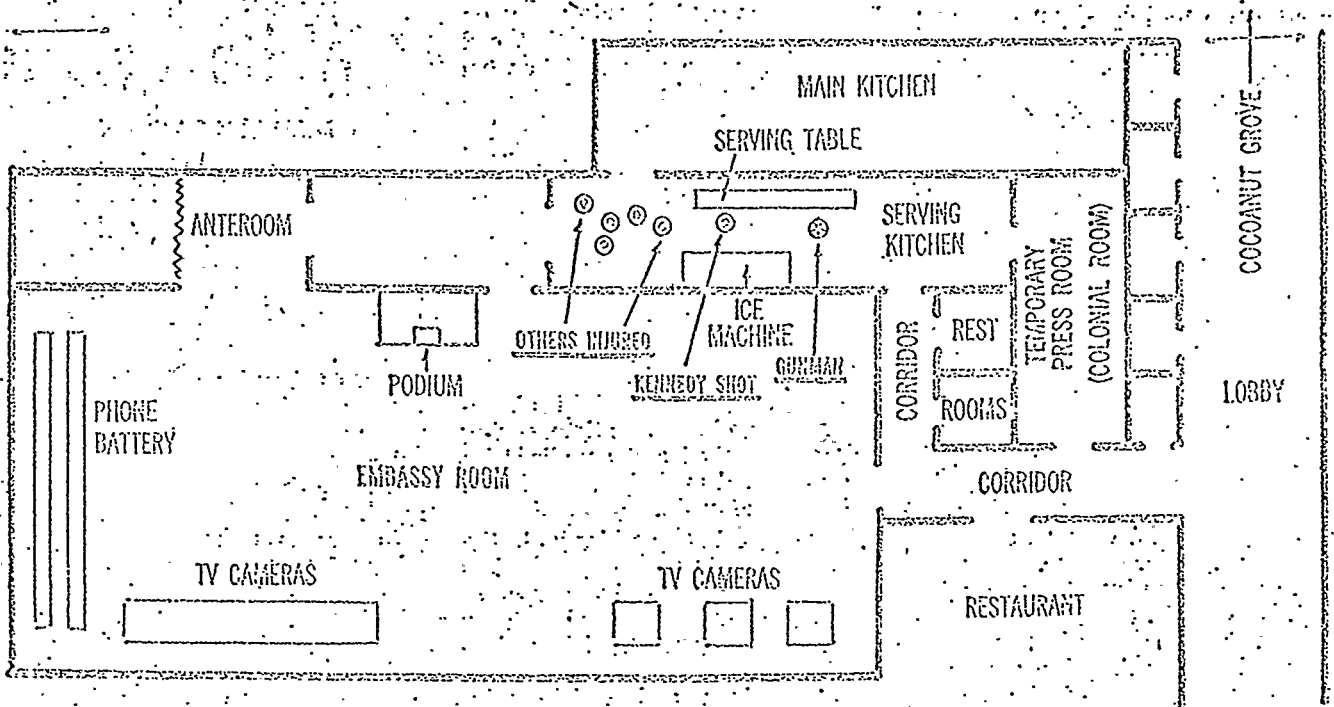 MAIN KITCHEN
SERVING TABLE
COCOANUT GROVE
ANTEROOM
SERVING
KITCHEN
TEMPORARY
PRESS ROOM
(COLONIAL ROOM)
OTHERS INJURED
ICE
MACHINE
KENNEDY SHOT
GUNMAN
CORRIDOR
REST
ROOMS
PODIUM
LOBBY
PHONE
BATTERY
EMBASSY ROOM
CORRIDOR
TV CAMERAS
TV CAMERAS
RESTAURANT